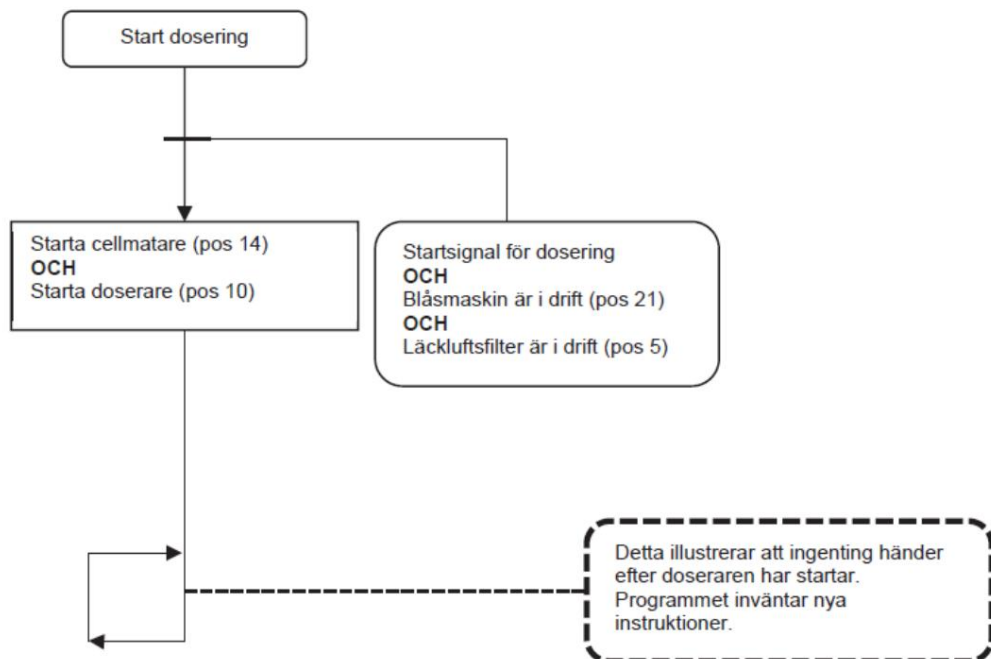 Start dosering
Starta cellmatare (pos 14)
OCH
Starta doserare (pos 10)
Startsignal för dosering
OCH
Blåsmaskin är i drift (pos 21)
OCH
Läckluftsfilter är i drift (pos 5)
Detta illustrerar att ingenting händer
efter doseraren har startar.
Programmet inväntar nya
instruktioner.